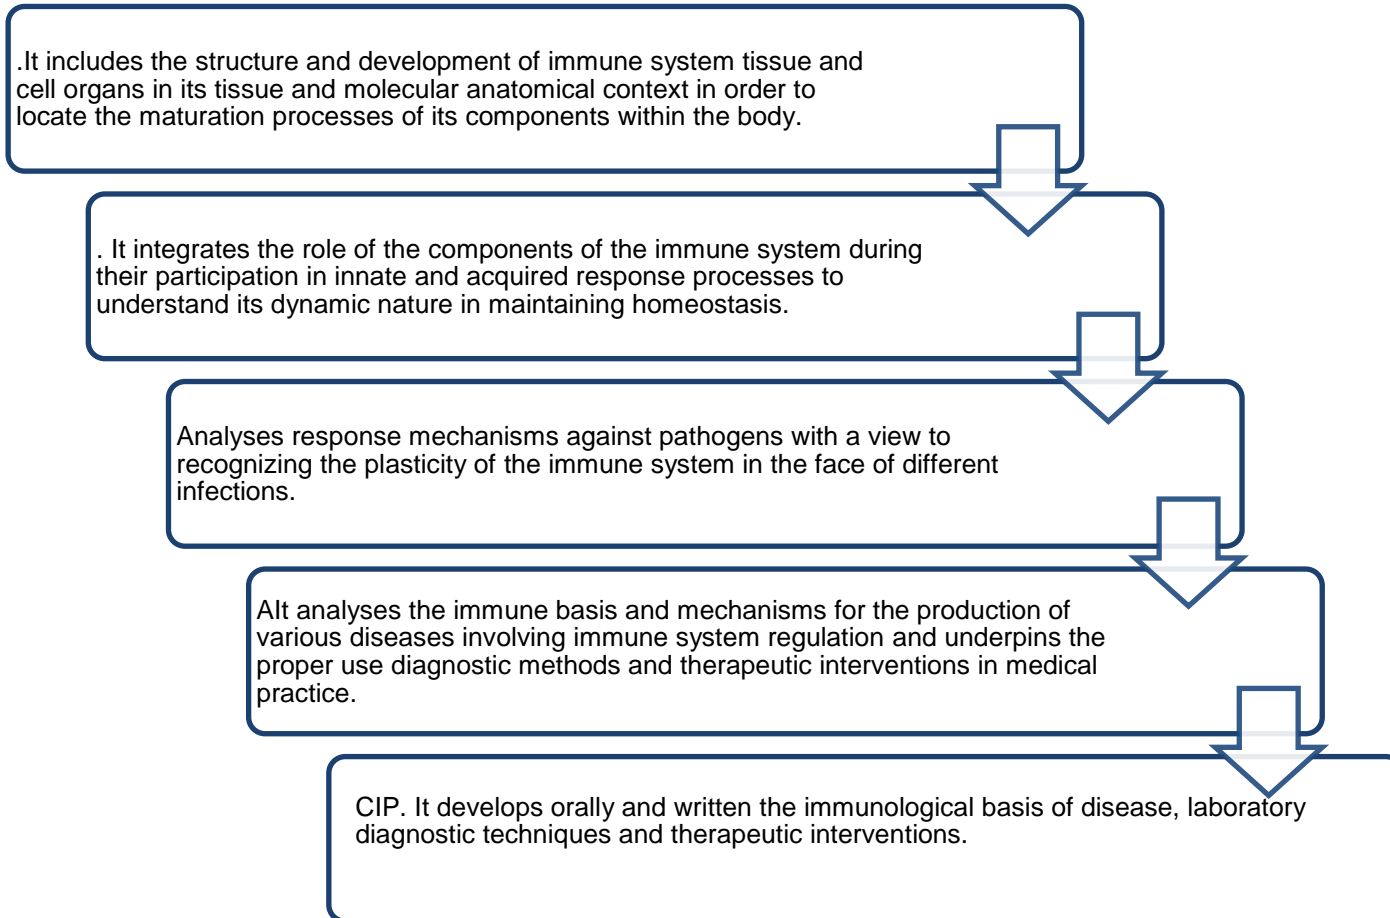 .It includes the structure and development of immune system tissue and
cell organs in its tissue and molecular anatomical context in order to
locate the maturation processes of its components within the body.
. It integrates the role of the components of the immune system during
their participation in innate and acquired response processes to
understand its dynamic nature in maintaining homeostasis.
Analyses response mechanisms against pathogens with a view to
recognizing the plasticity of the immune system in the face of different
infections.
AIt analyses the immune basis and mechanisms for the production of
various diseases involving immune system regulation and underpins the
proper use diagnostic methods and therapeutic interventions in medical
practice.
CIP. It develops orally and written the immunological basis of disease, laboratory
diagnostic techniques and therapeutic interventions.